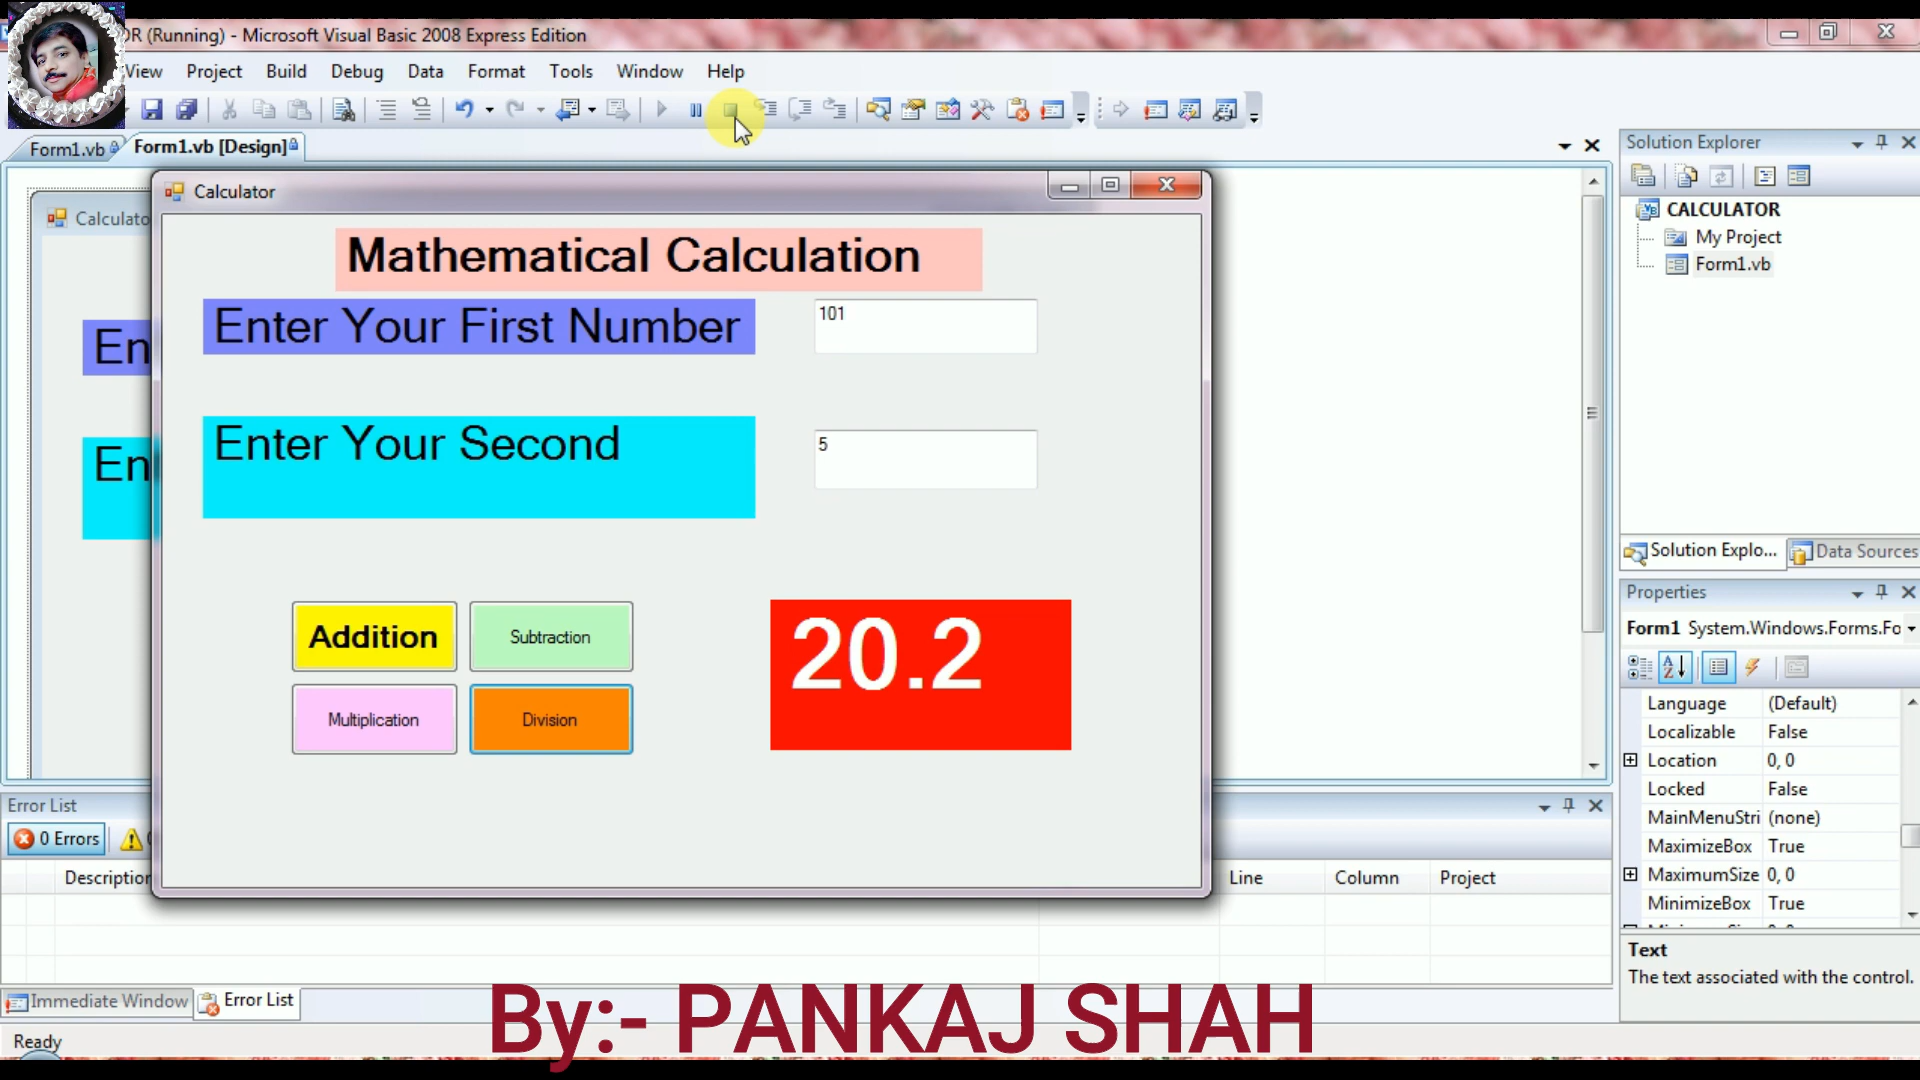 OR (Running) - Microsoft Visual Basic 2008 Express Edition
View Project Build Debug Data Format Tools Window Help
Form1.vb
Form1.vb [Design]
Calculato
En
En
Calculator
Mathematical Calculation
Enter Your First Number
101
Enter Your Second
5
Addition
Subtraction
Multiplication
Division
20.2
Solution Explorer
CALCULATOR
My Project
Form1.vb
Solution Explo...
Data Sources
Properties
Form1 System.Windows.Forms.Fo
Language (Default)
Localizable False
Location 0, 0
Locked False
MainMenuStri (none)
MaximizeBox True
MaximumSize 0, 0
MinimizeBox True
Text
The text associated with the control.
Error List
0 Errors
Description
Line
Column
Project
Immediate Window
Error List
Ready
By:- PANKAJ SHAH